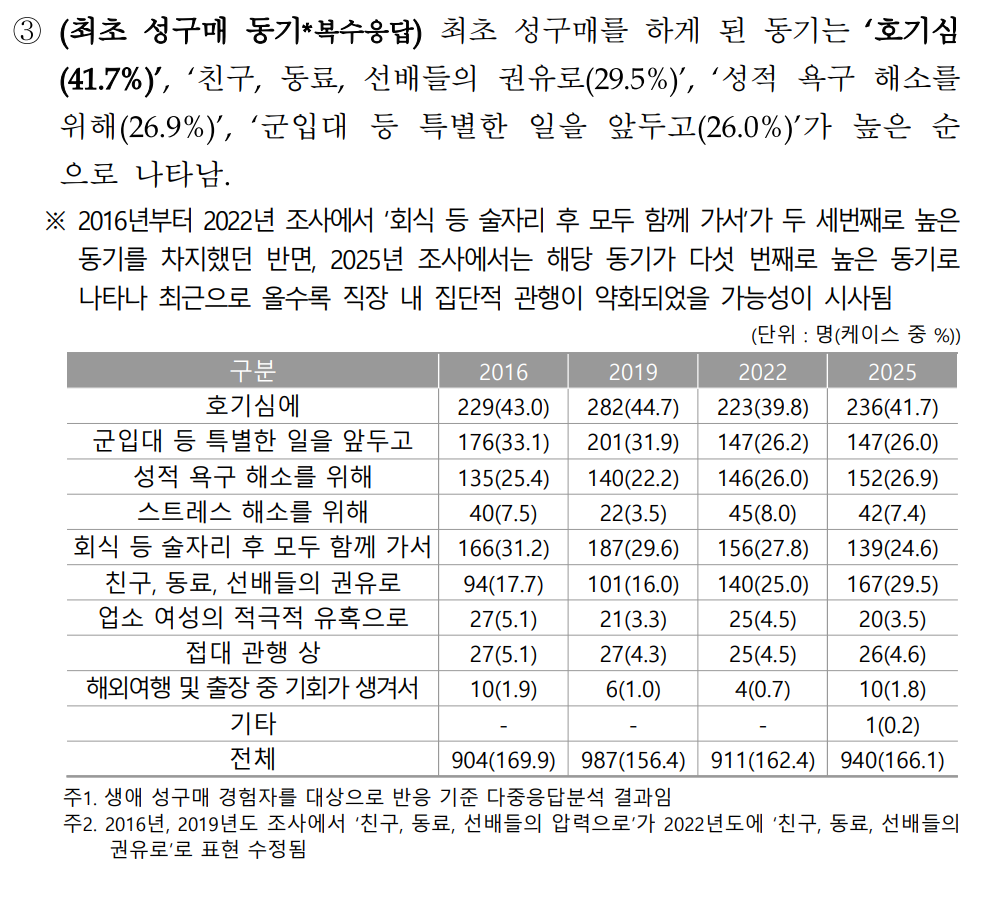 ③ (최초 성구매 동기*복수응답) 최초 성구매를 하게 된 동기는 ‘호기심
(41.7%)’, ‘친구, 동료, 선배들의 권유로(29.5%)’, ‘성적 욕구 해소를
위해(26.9%)’, ‘군입대 등 특별한 일을 앞두고(26.0%)’가 높은 순
으로 나타남.
※ 2016년부터 2022년 조사에서 ‘회식 등 술자리 후 모두 함께 가서’가 두 세번째로 높은
동기를 차지했던 반면, 2025년 조사에서는 해당 동기가 다섯 번째로 높은 동기로
나타나 최근으로 올수록 직장 내 집단적 관행이 약화되었을 가능성이 시사됨
(단위 : 명(케이스 중 %))
구분 2016 2019 2022 2025
호기심에 229(43.0) 282(44.7) 223(39.8) 236(41.7)
군입대 등 특별한 일을 앞두고 176(33.1) 201(31.9) 147(26.2) 147(26.0)
성적 욕구 해소를 위해 135(25.4) 140(22.2) 146(26.0) 152(26.9)
스트레스 해소를 위해 40(7.5) 22(3.5) 45(8.0) 42(7.4)
회식 등 술자리 후 모두 함께 가서 166(31.2) 187(29.6) 156(27.8) 139(24.6)
친구, 동료, 선배들의 권유로 94(17.7) 101(16.0) 140(25.0) 167(29.5)
업소 여성의 적극적 유혹으로 27(5.1) 21(3.3) 25(4.5) 20(3.5)
접대 관행 상 27(5.1) 27(4.3) 25(4.5) 26(4.6)
해외여행 및 출장 중 기회가 생겨서 10(1.9) 6(1.0) 4(0.7) 10(1.8)
기타 - - - 1(0.2)
전체 904(169.9) 987(156.4) 911(162.4) 940(166.1)
주1. 생애 성구매 경험자를 대상으로 반응 기준 다중응답분석 결과임
주2. 2016년, 2019년도 조사에서 ‘친구, 동료, 선배들의 압력으로’가 2022년도에 ‘친구, 동료, 선배들의
권유로’로 표현 수정됨